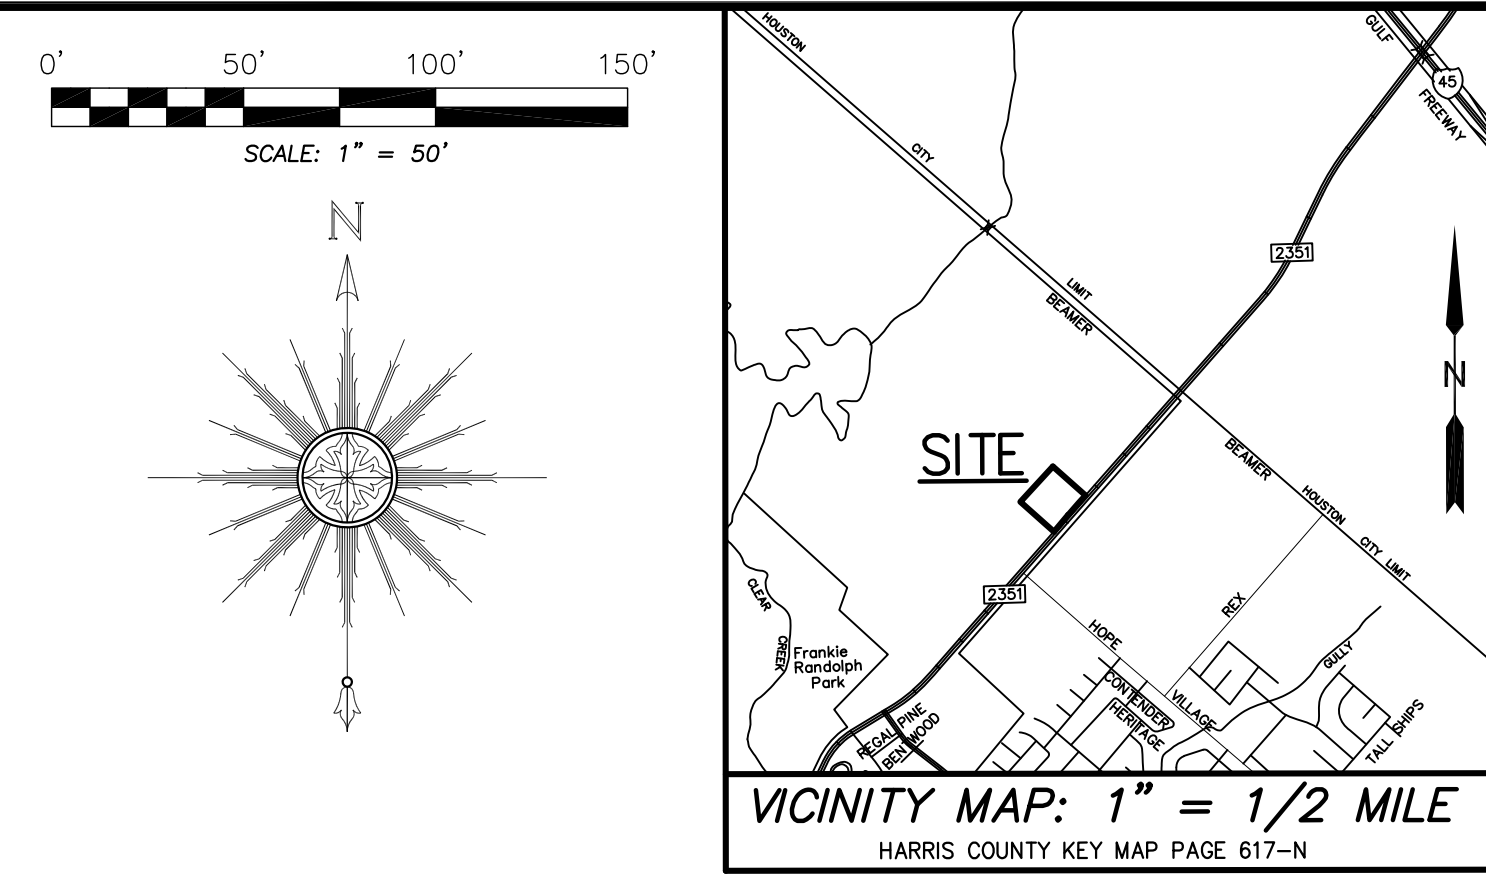 0' 50' 100' 150'
SCALE: 1" = 50'
N
HOUSTON
CITY
LIMIT
BEAMER
GULF
FREEWAY
45
2351
N
SITE
BEAMER
HOUSTON
CITY LIMIT
2351
HOPE
VILLAGE
REX
GULLY
TALL SHIPS
CONTENDER
HERITAGE
CLEAR
CREEK
Frankie
Randolph
Park
REGAL PINE
BENTWOOD
VICINITY MAP: 1" = 1/2 MILE
HARRIS COUNTY KEY MAP PAGE 617-N